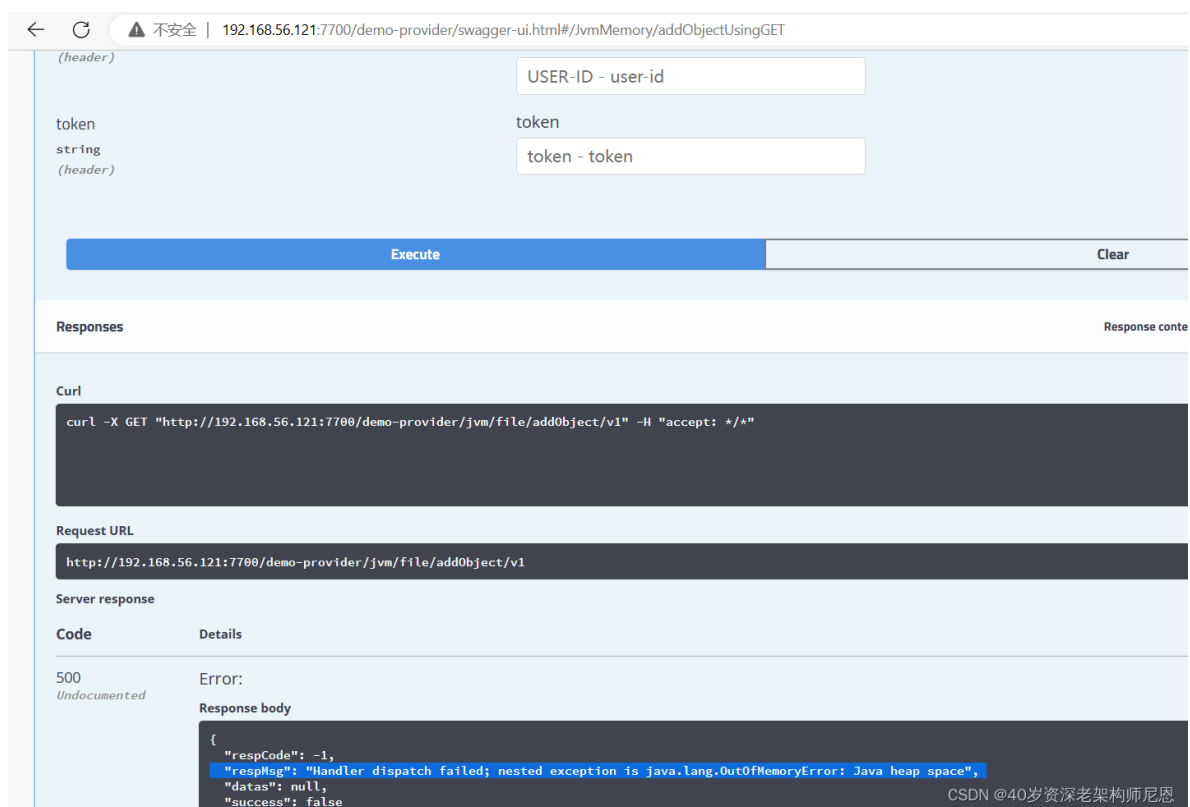 不安全 | 192.168.56.121:7700/demo-provider/swagger-ui.html#/JvmMemory/addObjectUsingGET
(header)
USER-ID - user-id
token
token
string
token - token
(header)
Execute
Clear
Responses
Response conte
Curl
curl -X GET "http://192.168.56.121:7700/demo-provider/jvm/file/addObject/v1" -H "accept: */*"
Request URL
http://192.168.56.121:7700/demo-provider/jvm/file/addObject/v1
Server response
Code
Details
500
Error:
Undocumented
Response body
{
"respCode": -1,
"respMsg": "Handler dispatch failed; nested exception is java.lang.OutOfMemoryError: Java heap space",
"datas": null,
"success": false
CSDN @40岁资深老架构师尼恩